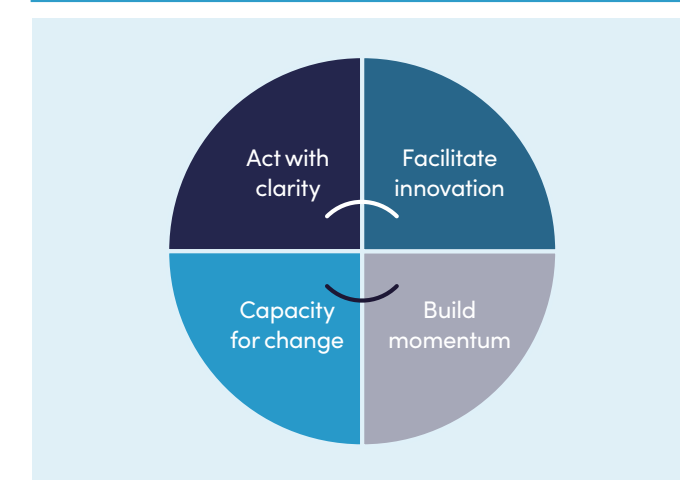 Act with
clarity
Facilitate
innovation
Capacity
for change
Build
momentum